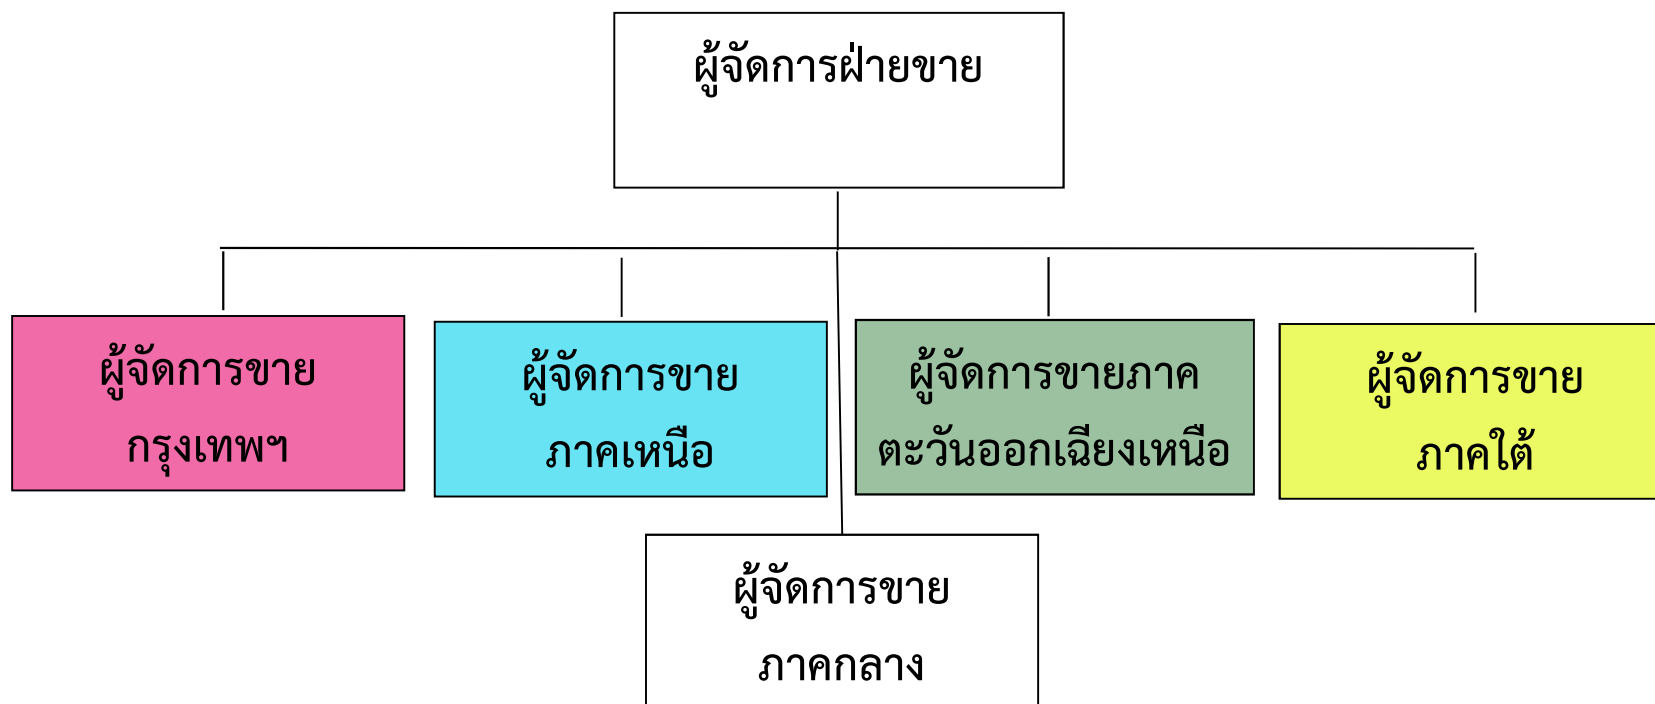 ผู้จัดการฝ่ายขาย
ผู้จัดการขาย
กรุงเทพฯ
ผู้จัดการขาย
ภาคเหนือ
ผู้จัดการขายภาค
ตะวันออกเฉียงเหนือ
ผู้จัดการขาย
ภาคใต้
ผู้จัดการขาย
ภาคกลาง